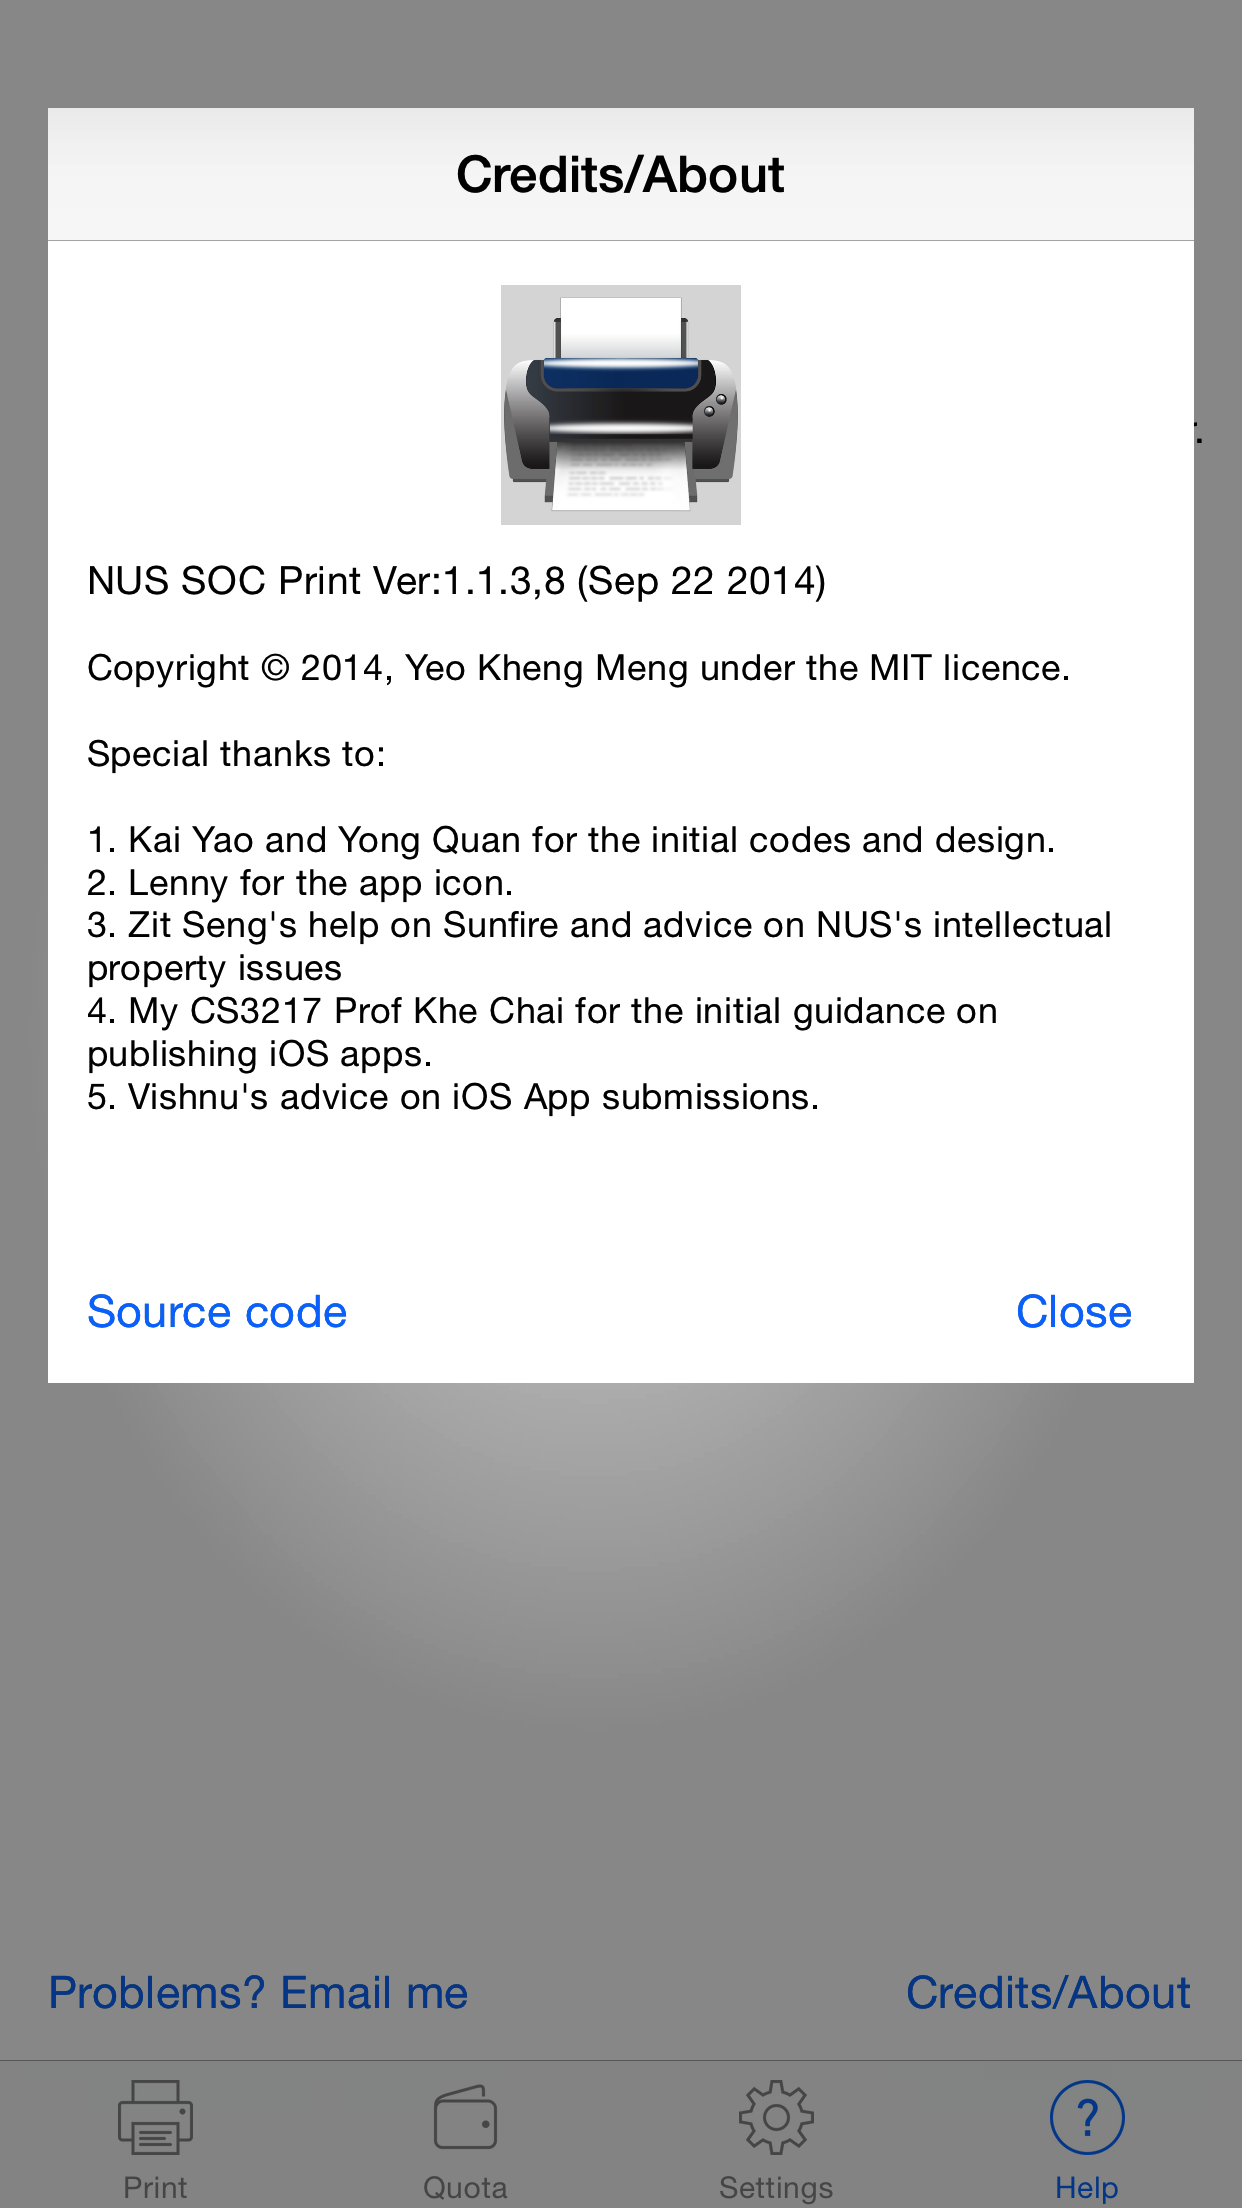 Credits/About
NUS SOC Print Ver:1.1.3,8 (Sep 22 2014)
Copyright © 2014, Yeo Kheng Meng under the MIT licence.
Special thanks to:
1. Kai Yao and Yong Quan for the initial codes and design.
2. Lenny for the app icon.
3. Zit Seng's help on Sunfire and advice on NUS's intellectual
property issues
4. My CS3217 Prof Khe Chai for the initial guidance on
publishing iOS apps.
5. Vishnu's advice on iOS App submissions.
Source code
Close
Problems? Email me
Credits/About
Print
Quota
Settings
Help